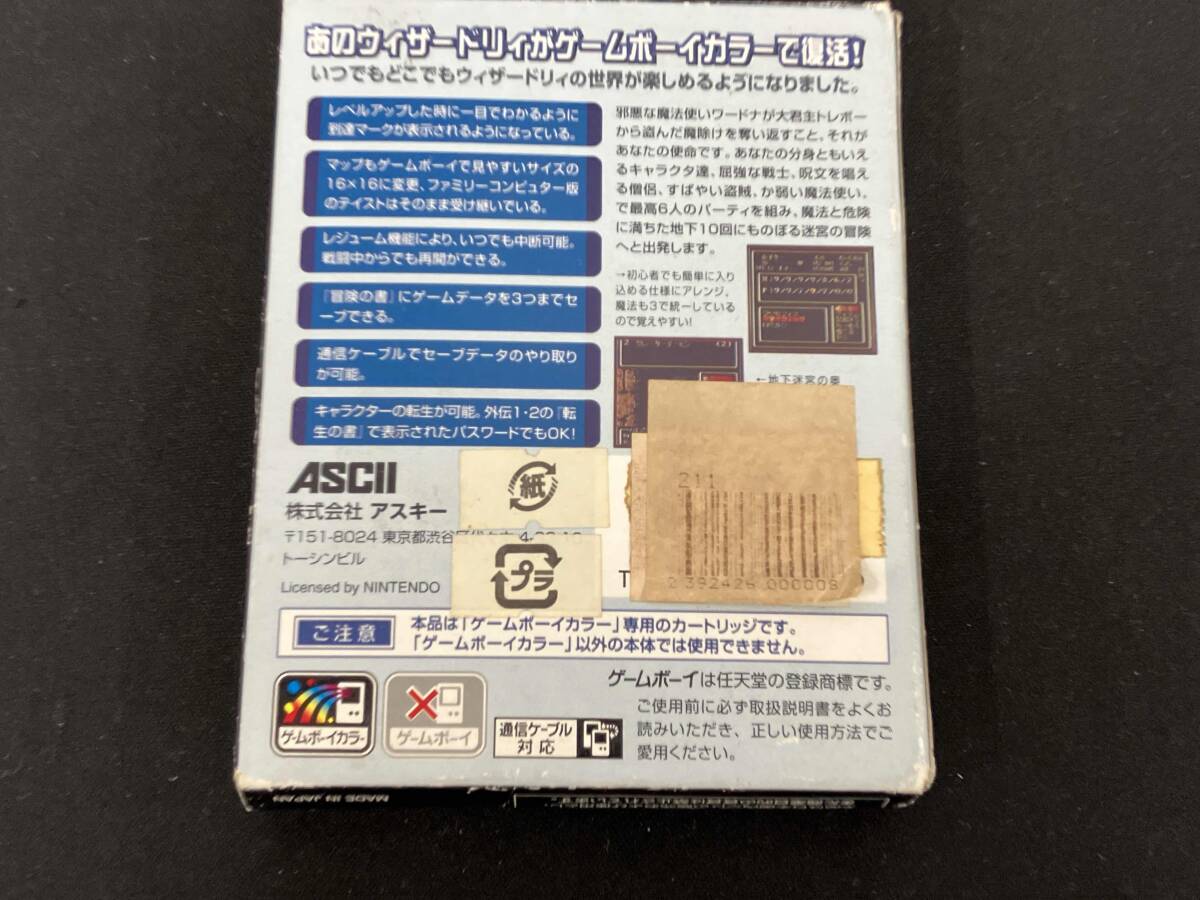 あのウィザードリィがゲームボーイカラーで復活!
いつでもどこでもウィザードリィの世界が楽しめるようになりました。
レベルアップした時に一目でわかるように
到達マークが表示されるようになっている。
マップもゲームボーイで見やすいサイズの
16×16に変更、ファミリーコンピュター版
のテイストはそのまま受け継いでいる。
レジューム機能により、いつでも中断可能。
戦闘中からでも再開ができる。
『冒険の書』にゲームデータを3つまでセ
ーブできる。
通信ケーブルでセーブデータのやり取り
が可能。
キャラクターの転生が可能。外伝1・2の『転
生の書』で表示されたパスワードでもOK!
邪悪な魔法使いワードナが大君主トレボー
から盗んだ魔除けを奪い返すこと、それが
あなたの使命です。あなたの分身ともいえ
るキャラクタ達、屈強な戦士、呪文を唱え
る僧侶、すばやい盗賊、か弱い魔法使い、
で最高6人のパーティを組み、魔法と危険
に満ちた地下10回にものぼる迷宮の冒険
へと出発します。
→初心者でも簡単に入り
込める仕様にアレンジ。
魔法も3で統一している
ので覚えやすい!
←地下迷宮の奥
ASCII
株式会社 アスキー
〒151-8024 東京都渋谷区
トーシンビル
Licensed by NINTENDO
紙
プラ
211
2 392426 000008
T
ご注意
本品は「ゲームボーイカラー」専用のカートリッジです。
「ゲームボーイカラー」以外の本体では使用できません。
ゲームボーイカラー
ゲームボーイ
通信ケーブル
対応
ゲームボーイは任天堂の登録商標です。
ご使用前に必ず取扱説明書をよくお
読みいただき、正しい使用方法でご
愛用ください。
MADE IN JAPAN